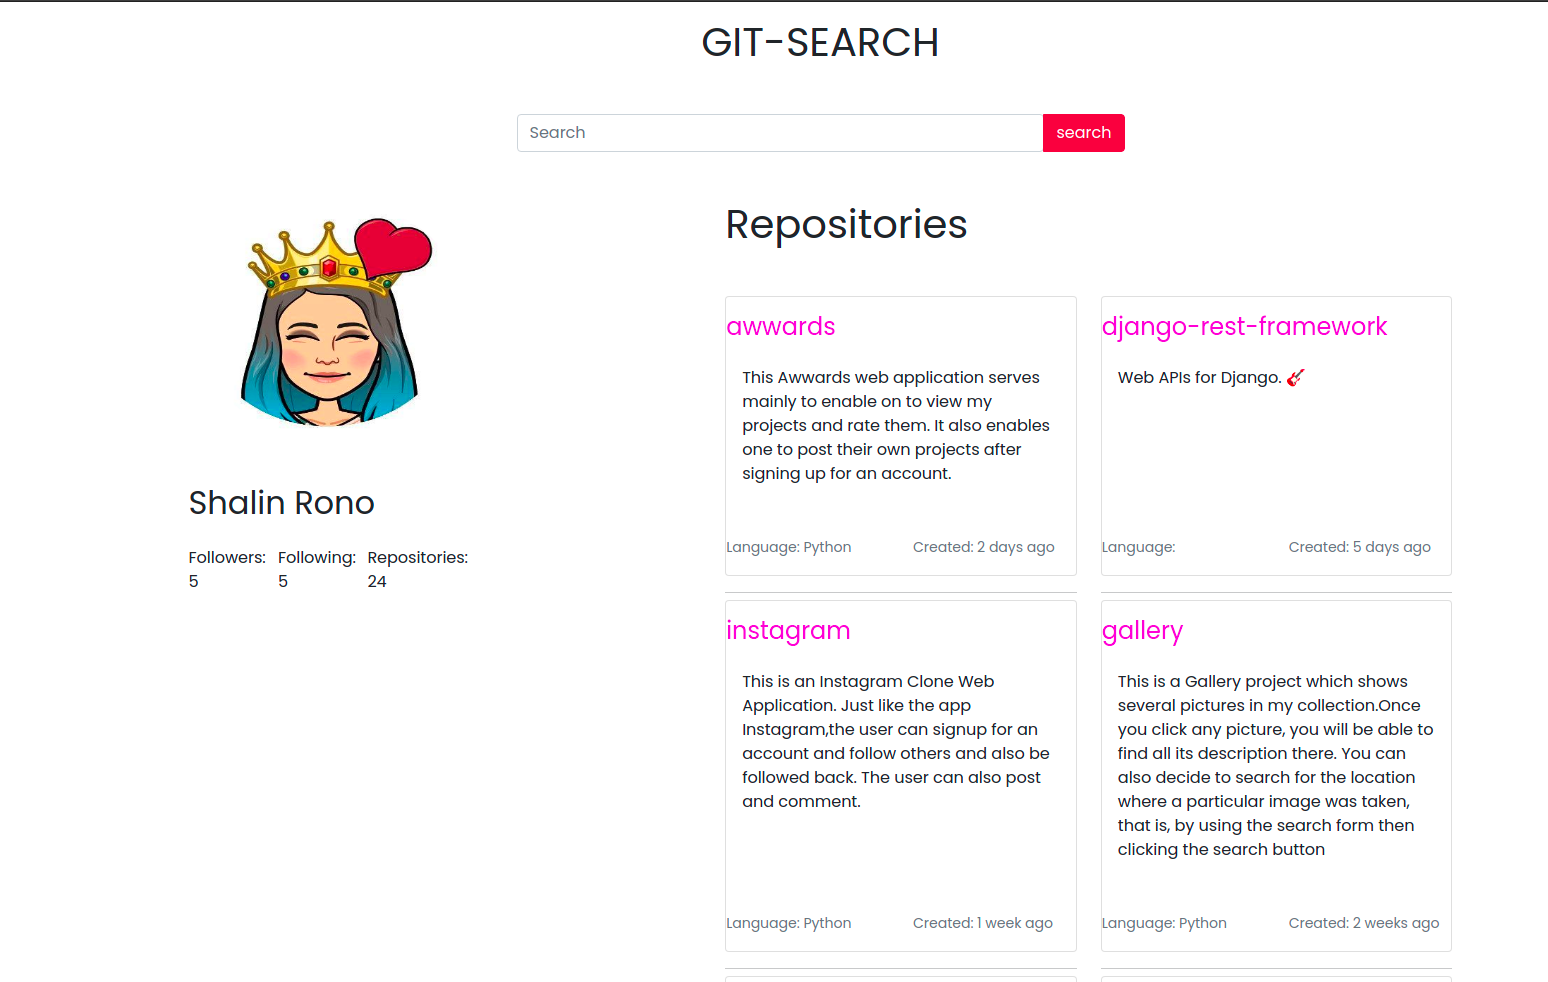 GIT-SEARCH
Search
search
Shalin Rono
Followers: Following: Repositories:
5 5 24
Repositories
awwards
This Awwards web application serves
mainly to enable on to view my
projects and rate them. It also enables
one to post their own projects after
signing up for an account.
Language: Python Created: 2 days ago
django-rest-framework
Web APIs for Django. 🎸
Language: Created: 5 days ago
instagram
This is an Instagram Clone Web
Application. Just like the app
Instagram,the user can signup for an
account and follow others and also be
followed back. The user can also post
and comment.
Language: Python Created: 1 week ago
gallery
This is a Gallery project which shows
several pictures in my collection.Once
you click any picture, you will be able to
find all its description there. You can
also decide to search for the location
where a particular image was taken,
that is, by using the search form then
clicking the search button
Language: Python Created: 2 weeks ago